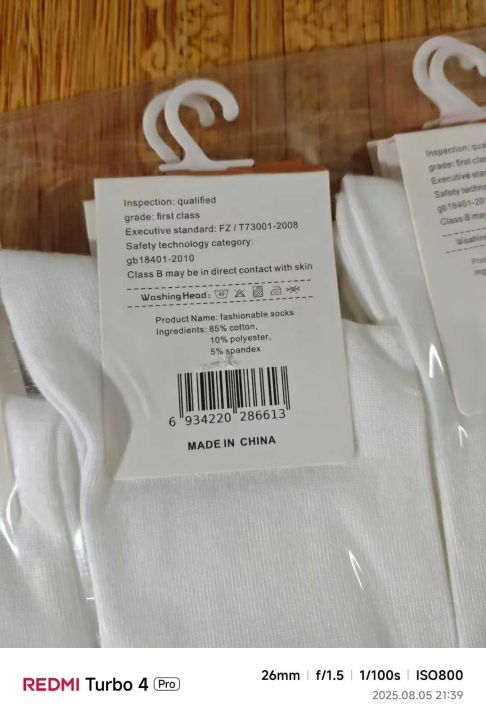 Inspection: qualified
grade: first class
Executive standard: FZ / T73001-2008
Safety technology category:
gb18401-2010
Class B may be in direct contact with skin
Washing Head:
Product Name: fashionable socks
Ingredients: 85% cotton,
10% polyester,
5% spandex
6 934220 286613
MADE IN CHINA
Inspection: qua
grade: first clas
Executive stan
Safety techno
gb18401-20
Class B may
Washin
REDMI Turbo 4 Pro
26mm | f/1.5 | 1/100s | ISO800
2025.08.05 21:39